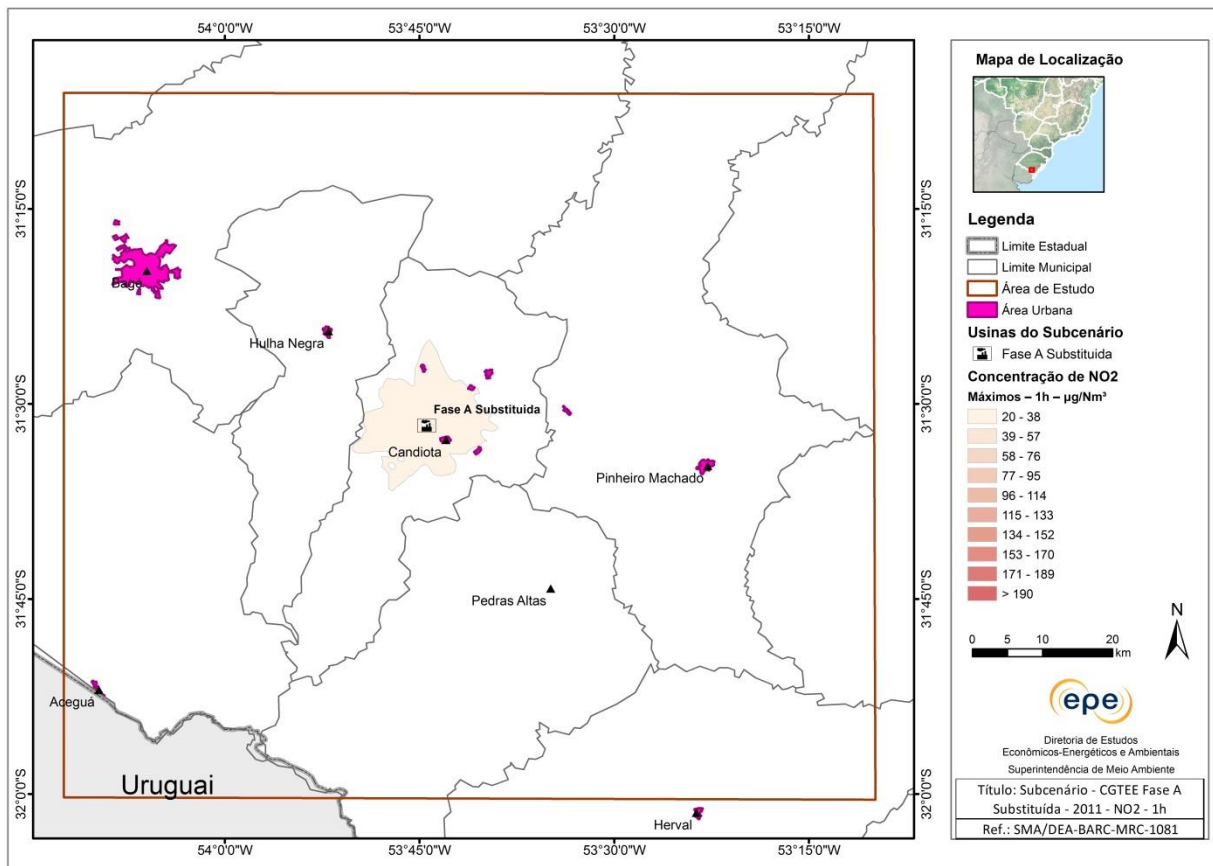 54°0'0"W
53°45'0"W
53°30'0"W
53°15'0"W
31°15'0"S
31°30'0"S
31°45'0"S
32°0'0"S
31°15'0"S
31°30'0"S
31°45'0"S
32°0'0"S
Bagé
Hulha Negra
Fase A Substituida
Candiota
Pinheiro Machado
Pedras Altas
Aceguá
Uruguai
Herval
54°0'0"W
53°45'0"W
53°30'0"W
53°15'0"W
Mapa de Localização
Legenda
Limite Estadual
Limite Municipal
Área de Estudo
Área Urbana
Usinas do Subcenário
Fase A Substituida
Concentração de NO2
Máximos – 1h – µg/Nm³
20 - 38
39 - 57
58 - 76
77 - 95
96 - 114
115 - 133
134 - 152
153 - 170
171 - 189
> 190
N
0 5 10 20
km
epe
Diretoria de Estudos
Econômicos-Energéticos e Ambientais
Superintendência de Meio Ambiente
Título: Subcenário - CGTEE Fase A
Substituída - 2011 - NO2 - 1h
Ref.: SMA/DEA-BARC-MRC-1081